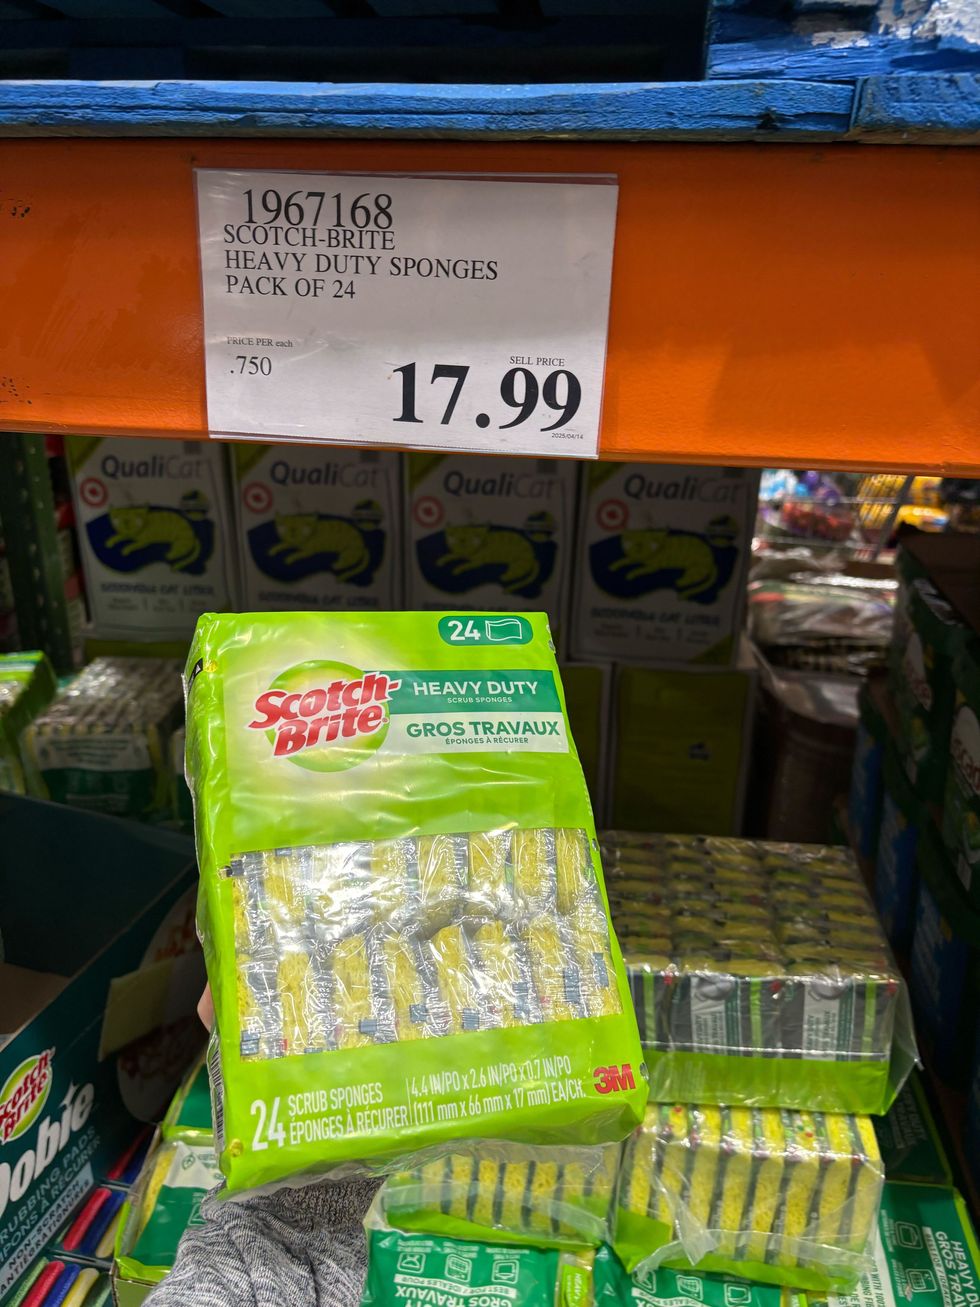 1967168
SCOTCH-BRITE
HEAVY DUTY SPONGES
PACK OF 24
PRICE PER each
.750
SELL PRICE
17.99
2025/04/14
QualiCat
QualiCat
QualiCat
QualiCat
24
Scotch-
Brite
HEAVY DUTY
SCRUB SPONGES
GROS TRAVAUX
ÉPONGES À RÉCURER
24 SCRUB SPONGES
ÉPONGES À RÉCURER
4.4 IN/PO x 2.6 IN/PO x 0.7 IN/PO
(111 mm x 66 mm x 17 mm) EA/CH.
3M
Scotch
Brite
Dobie
GROS TRAVAUX
HEAVY
GROS TR